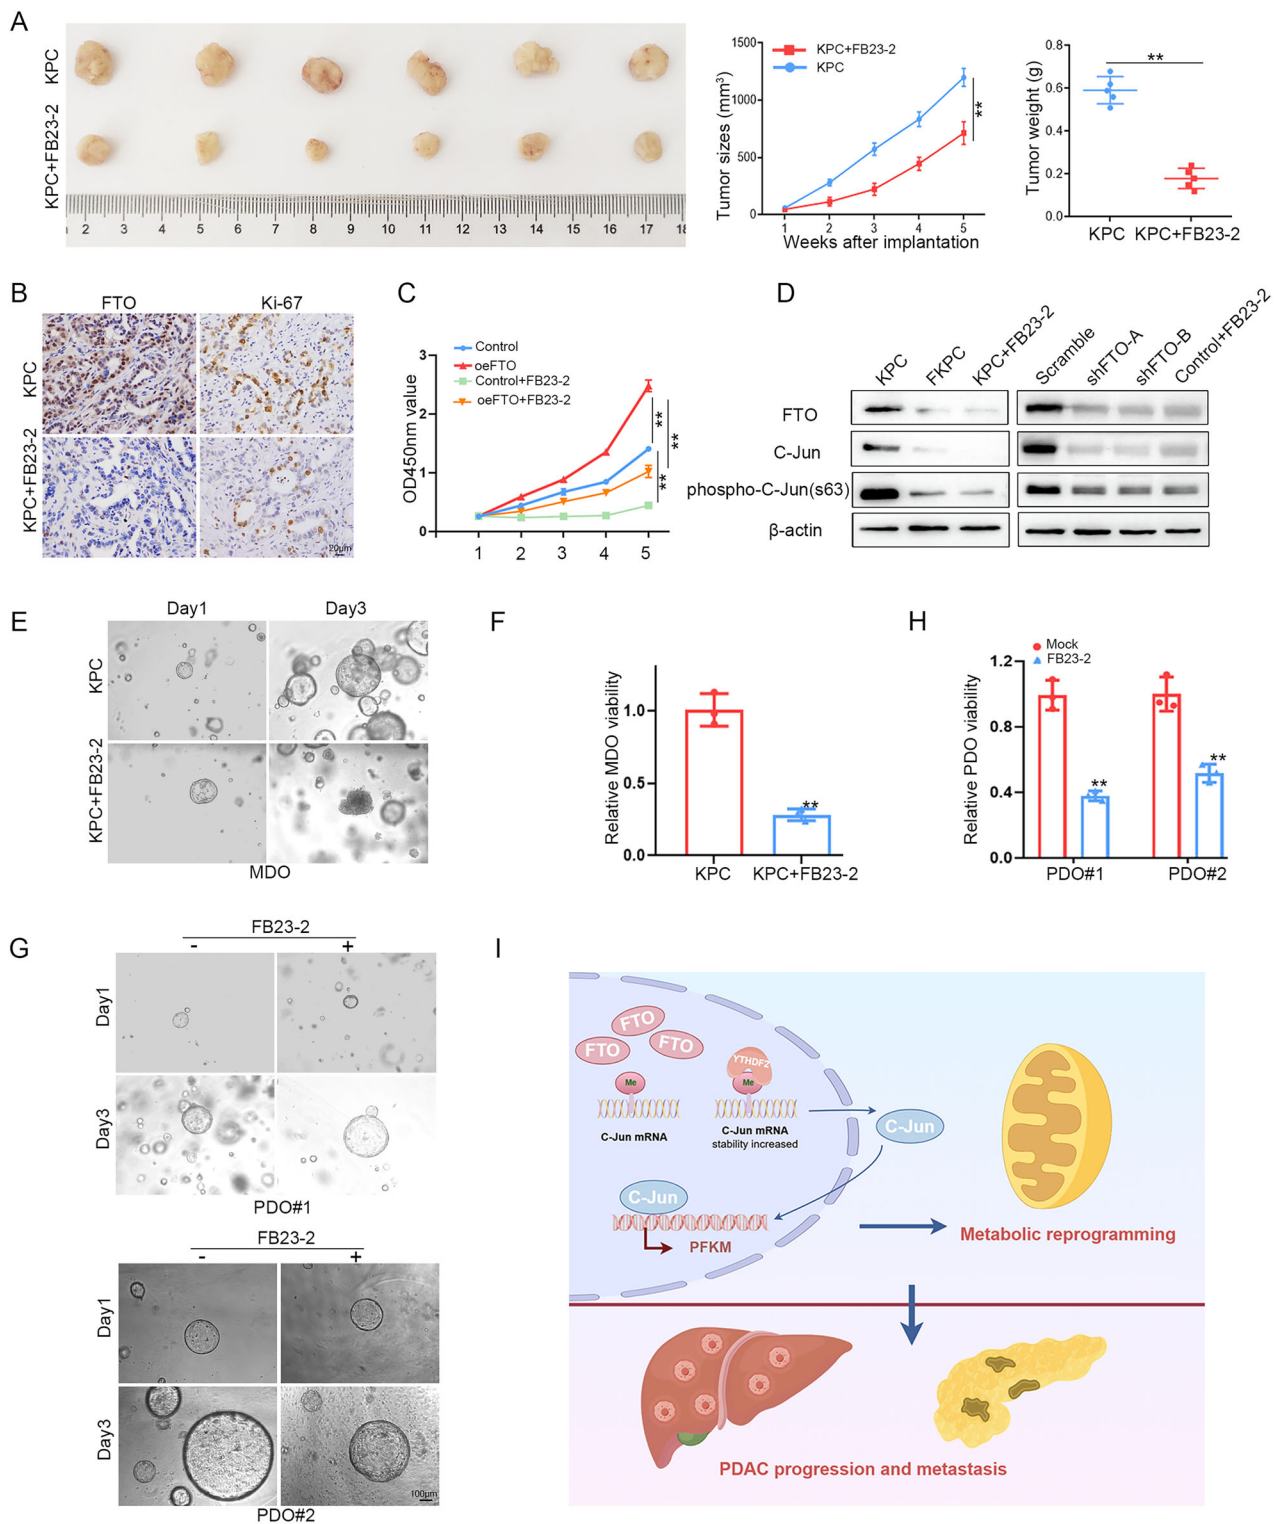 A
KPC
KPC+FB23-2
2 3 4 5 6 7 8 9 10 11 12 13 14 15 16 17 18
Tumor sizes (mm³)
1500
1000
500
0
KPC+FB23-2
KPC
**
1 2 3 4 5
Weeks after implantation
Tumor weight (g)
0.8
0.6
0.4
0.2
0.0
**
KPC KPC+FB23-2
B
FTO Ki-67
KPC
KPC+FB23-2
20μm
C
OD450nm value
3
2
1
0
Control
oeFTO
Control+FB23-2
oeFTO+FB23-2
**
**
**
1 2 3 4 5
D
KPC FKPC KPC+FB23-2 Scramble shFTO-A shFTO-B Control+FB23-2
FTO
C-Jun
phospho-C-Jun(s63)
β-actin
E
Day1 Day3
KPC
KPC+FB23-2
MDO
F
Relative MDO viability
1.0
0.5
0.0
**
KPC KPC+FB23-2
H
Mock
FB23-2
Relative PDO viability
1.2
0.8
0.4
0.0
**
**
PDO#1 PDO#2
G
FB23-2
- +
Day1
Day3
PDO#1
FB23-2
- +
Day1
Day3
100μm
PDO#2
I
FTO
FTO
FTO
Me
C-Jun mRNA
YTHDF2
Me
C-Jun mRNA
stability increased
C-Jun
C-Jun
PFKM
Metabolic reprogramming
PDAC progression and metastasis